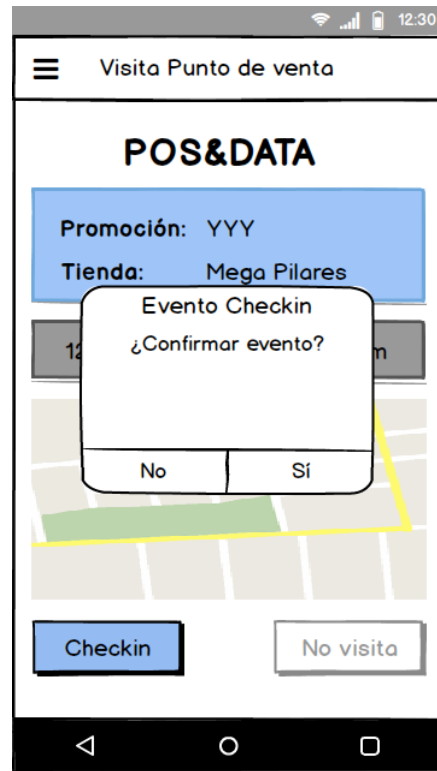 12:30
Visita Punto de venta
POS&DATA
Promoción: YYY
Tienda: Mega Pilares
Evento Checkin
¿Confirmar evento?
No Sí
Checkin No visita